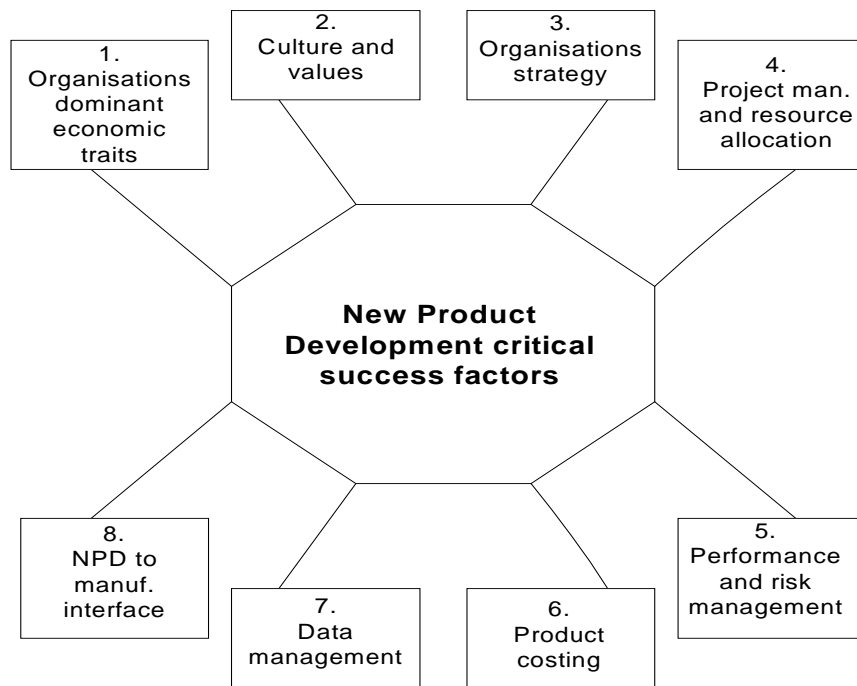 1.
Organisations
dominant
economic
traits
2.
Culture and
values
3.
Organisations
strategy
4.
Project man.
and resource
allocation
New Product
Development critical
success factors
5.
Performance
and risk
management
6.
Product
costing
7.
Data
management
8.
NPD to
manuf.
interface